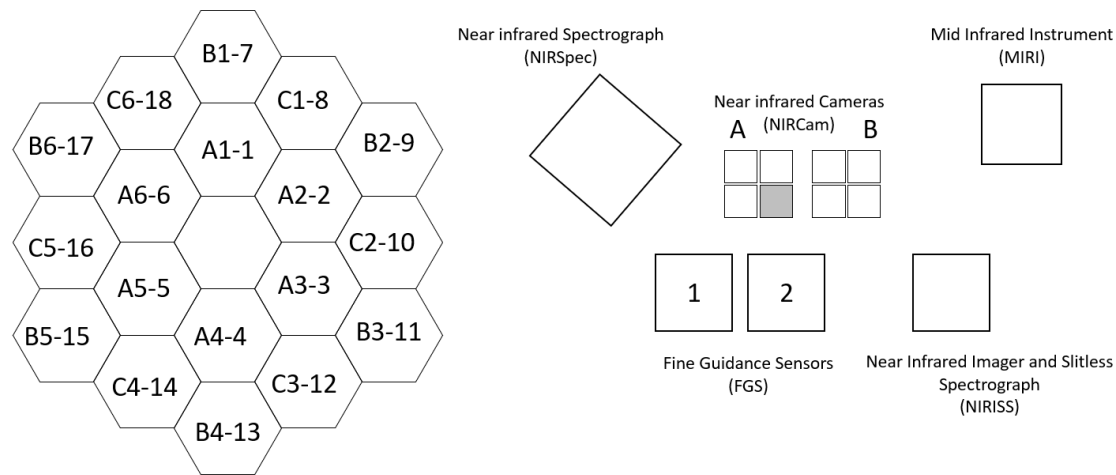 B1-7
C6-18
C1-8
B6-17
A1-1
B2-9
A6-6
A2-2
C5-16
C2-10
A5-5
A3-3
B5-15
A4-4
B3-11
C4-14
C3-12
B4-13
Near infrared Spectrograph
(NIRSpec)
Near infrared Cameras
(NIRCam)
A
B
Mid Infrared Instrument
(MIRI)
1
2
Fine Guidance Sensors
(FGS)
Near Infrared Imager and Slitless
Spectrograph
(NIRISS)